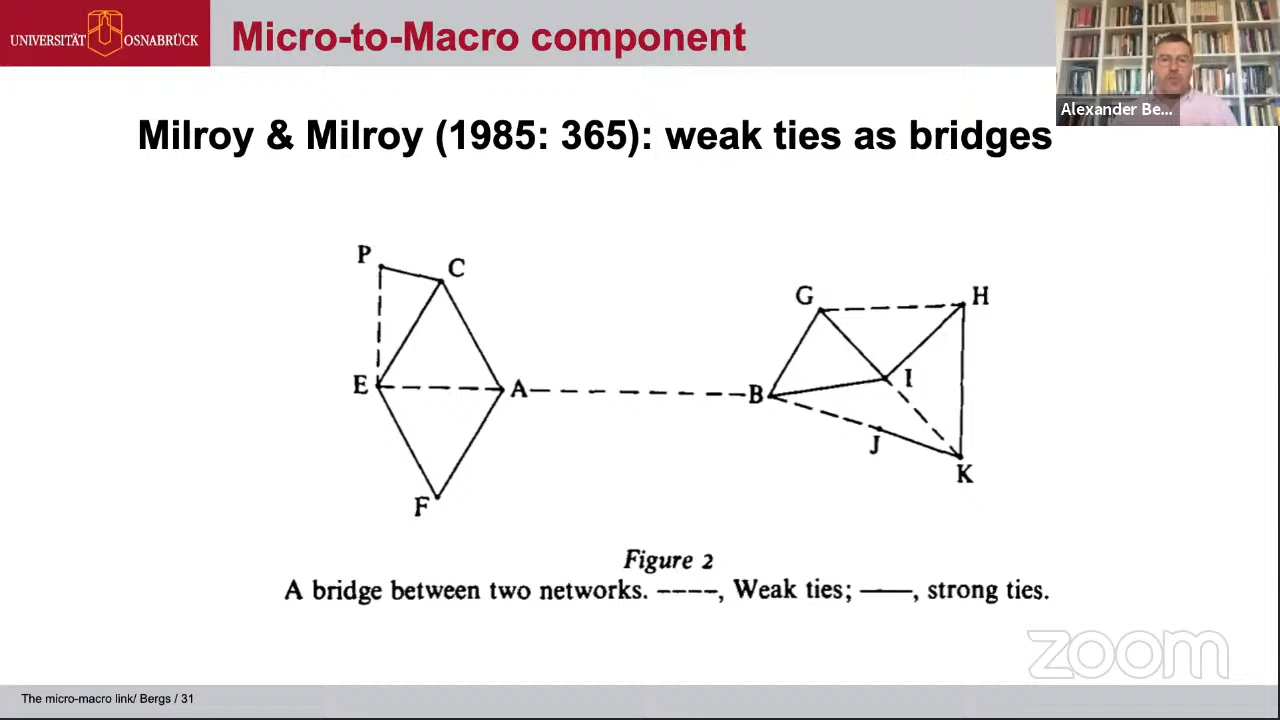 UNIVERSITÄT OSNABRÜCK
Micro-to-Macro component
Alexander Be...
Milroy & Milroy (1985: 365): weak ties as bridges
P
C
G
H
E
A
B
I
J
K
F
Figure 2
A bridge between two networks. ----, Weak ties; ——, strong ties.
zoom
The micro-macro link/ Bergs / 31